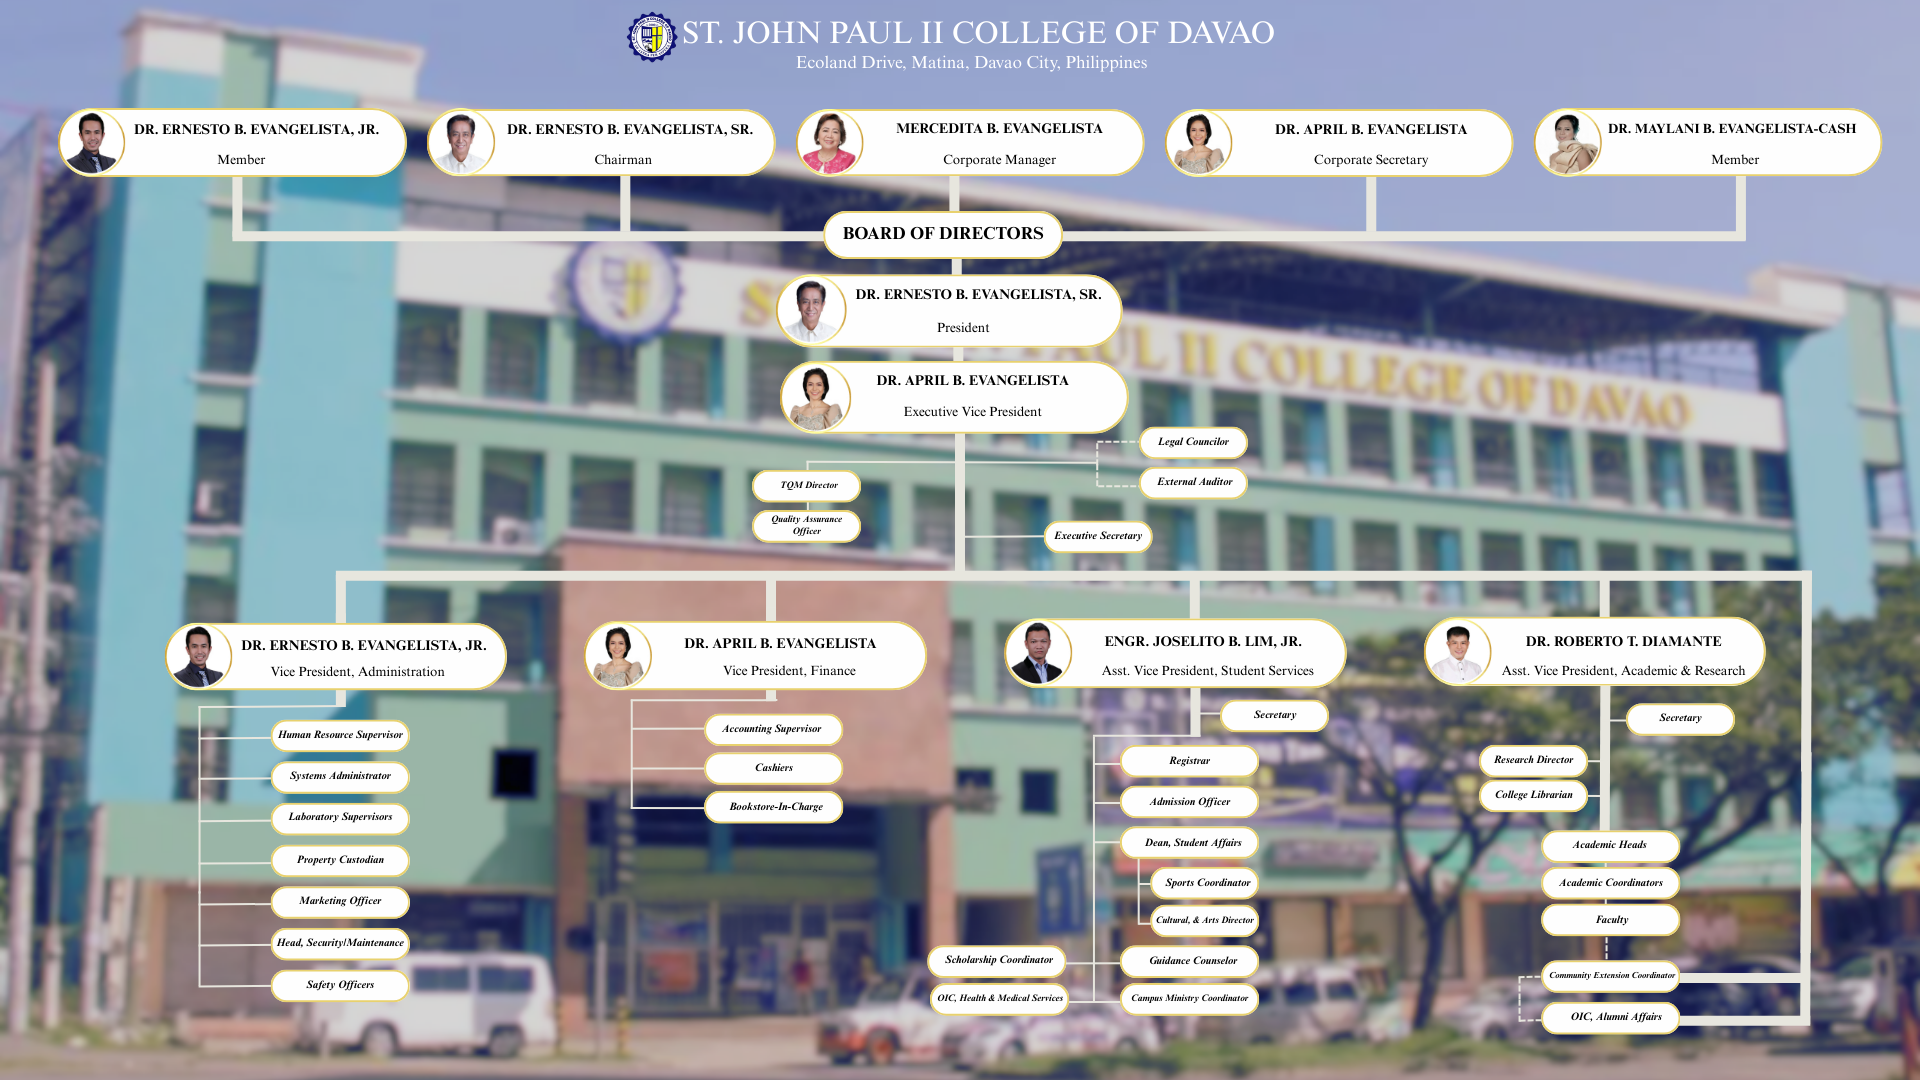 ST. JOHN PAUL II COLLEGE OF DAVAO
Ecoland Drive, Matina, Davao City, Philippines
DR. ERNESTO B. EVANGELISTA, JR.
Member
DR. ERNESTO B. EVANGELISTA, SR.
Chairman
MERCEDITA B. EVANGELISTA
Corporate Manager
DR. APRIL B. EVANGELISTA
Corporate Secretary
DR. MAYLANI B. EVANGELISTA-CASH
Member
BOARD OF DIRECTORS
DR. ERNESTO B. EVANGELISTA, SR.
President
PAUL II COLLEGE OF DAVAO
DR. APRIL B. EVANGELISTA
Executive Vice President
Legal Councilor
External Auditor
TQM Director
Quality Assurance
Officer
Executive Secretary
DR. ERNESTO B. EVANGELISTA, JR.
Vice President, Administration
Human Resource Supervisor
Systems Administrator
Laboratory Supervisors
Property Custodian
Marketing Officer
Head, Security/Maintenance
Safety Officers
DR. APRIL B. EVANGELISTA
Vice President, Finance
Accounting Supervisor
Cashiers
Bookstore-In-Charge
ENGR. JOSELITO B. LIM, JR.
Asst. Vice President, Student Services
Secretary
Registrar
Admission Officer
Dean, Student Affairs
Sports Coordinator
Cultural, & Arts Director
Scholarship Coordinator
Guidance Counselor
OIC, Health & Medical Services
Campus Ministry Coordinator
DR. ROBERTO T. DIAMANTE
Asst. Vice President, Academic & Research
Secretary
Research Director
College Librarian
Academic Heads
Academic Coordinators
Faculty
Community Extension Coordinator
OIC, Alumni Affairs